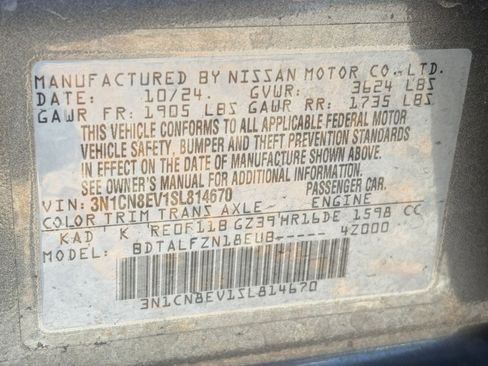 MANUFACTURED BY NISSAN MOTOR CO., LTD.
DATE: 10/24. GVWR: 3624 LBS
GAWR FR: 1905 LBS GAWR RR: 1735 LBS
THIS VEHICLE CONFORMS TO ALL APPLICABLE FEDERAL MOTOR
VEHICLE SAFETY, BUMPER AND THEFT PREVENTION STANDARDS
IN EFFECT ON THE DATE OF MANUFACTURE SHOWN ABOVE.
SEE OWNER'S MANUAL FOR ADDITIONAL INFORMATION.
VIN: 3N1CN8EV1SL814670 PASSENGER CAR
COLOR TRIM TRANS AXLE ENGINE
KAD K RE0F11B GZ39 HR16DE 1598 CC
MODEL: BDTALFZN18EUB----- 4Z000
3N1CN8EV1SL814670